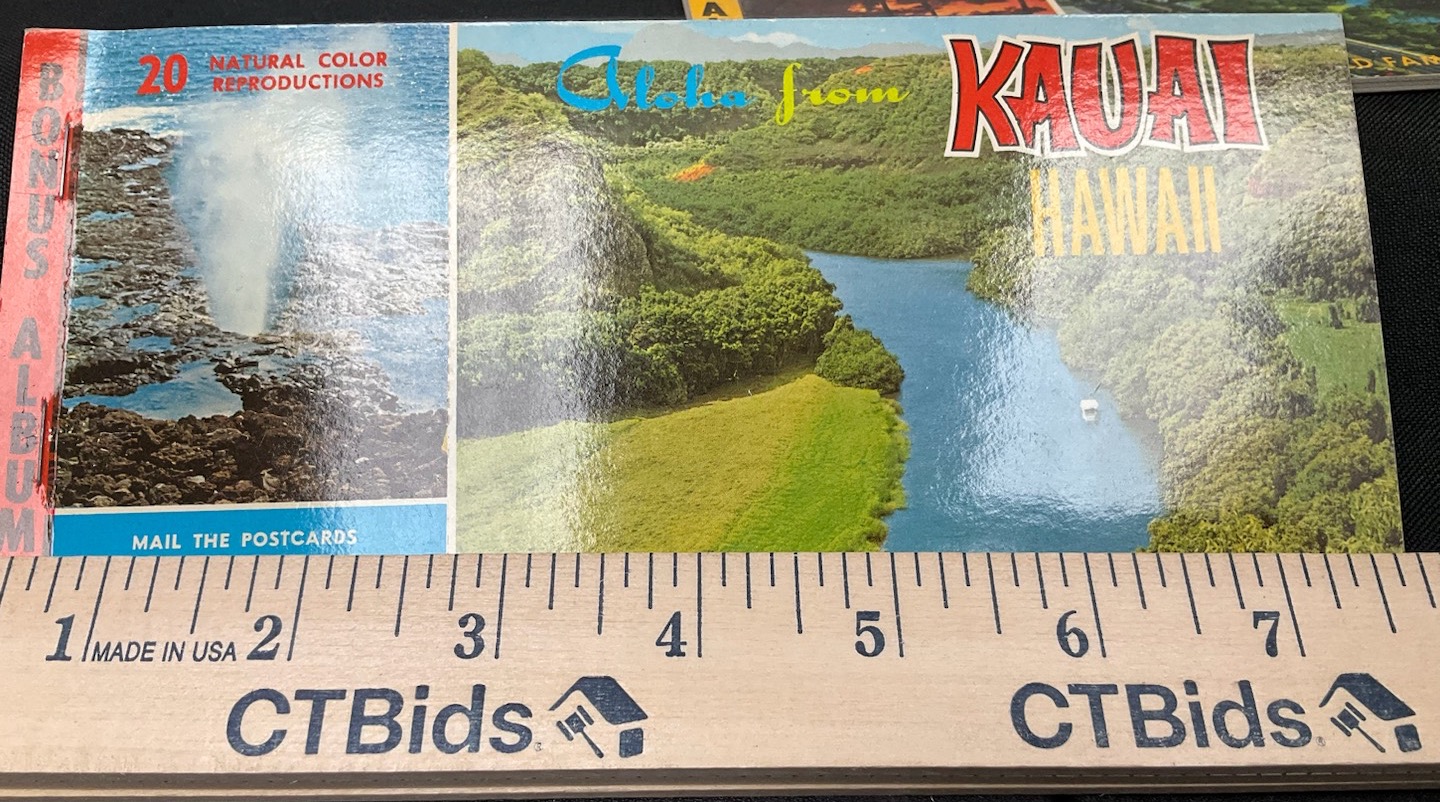 BONUS ALBUM
20 NATURAL COLOR
REPRODUCTIONS
Aloha from KAUAI
HAWAII
MAIL THE POSTCARDS
A
D FAR
1 2 3 4 5 6 7
MADE IN USA
CTBids CTBids